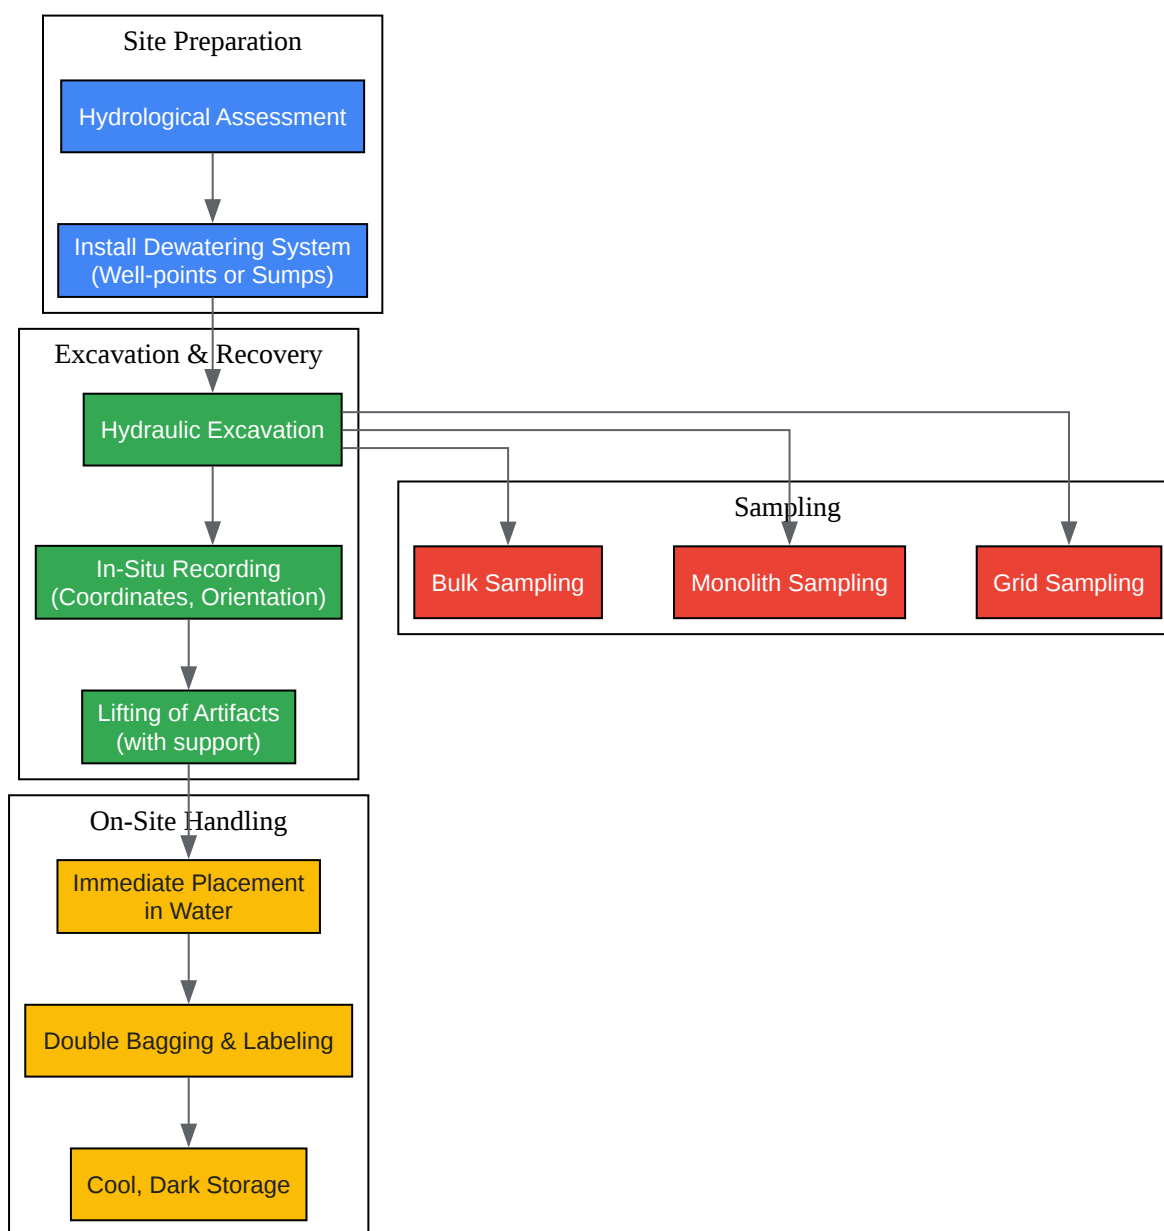 Site Preparation
Hydrological Assessment
Install Dewatering System
(Well-points or Sumps)
Excavation & Recovery
Hydraulic Excavation
In-Situ Recording
(Coordinates, Orientation)
Lifting of Artifacts
(with support)
Sampling
Bulk Sampling
Monolith Sampling
Grid Sampling
On-Site Handling
Immediate Placement
in Water
Double Bagging & Labeling
Cool, Dark Storage